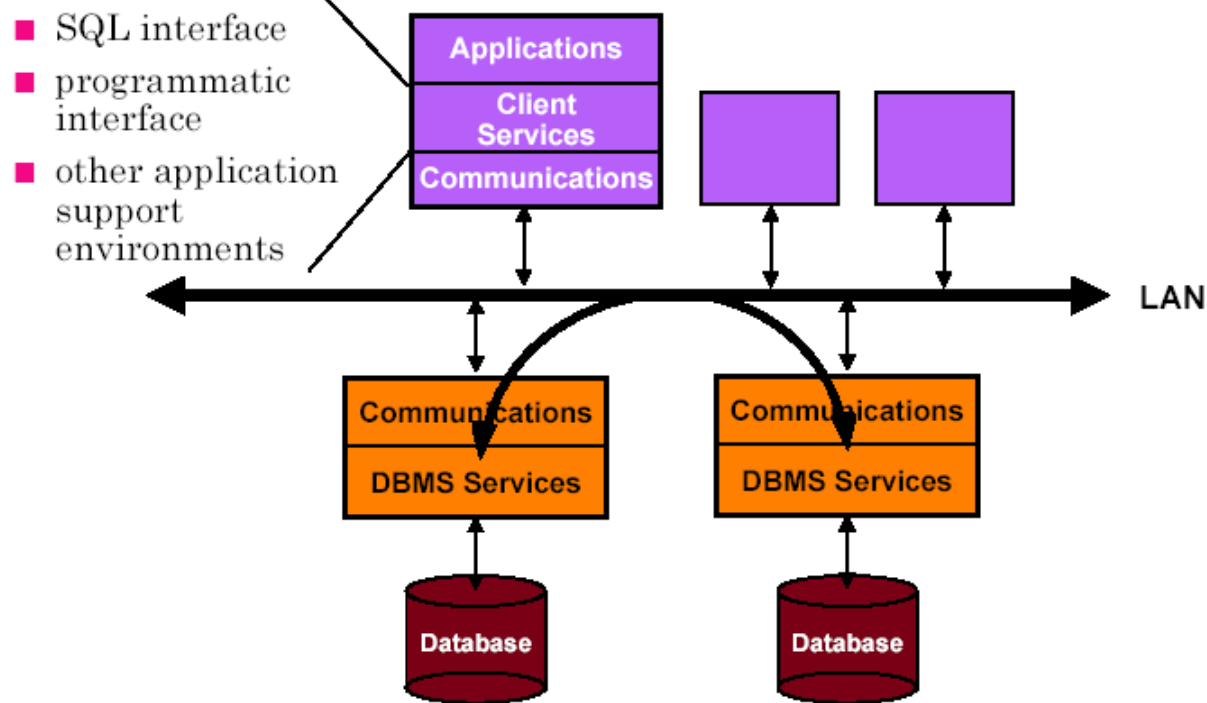 SQL interface
programmatic
interface
other application
support
environments
Applications
Client
Services
Communications
LAN
Communications
DBMS Services
Communications
DBMS Services
Database
Database